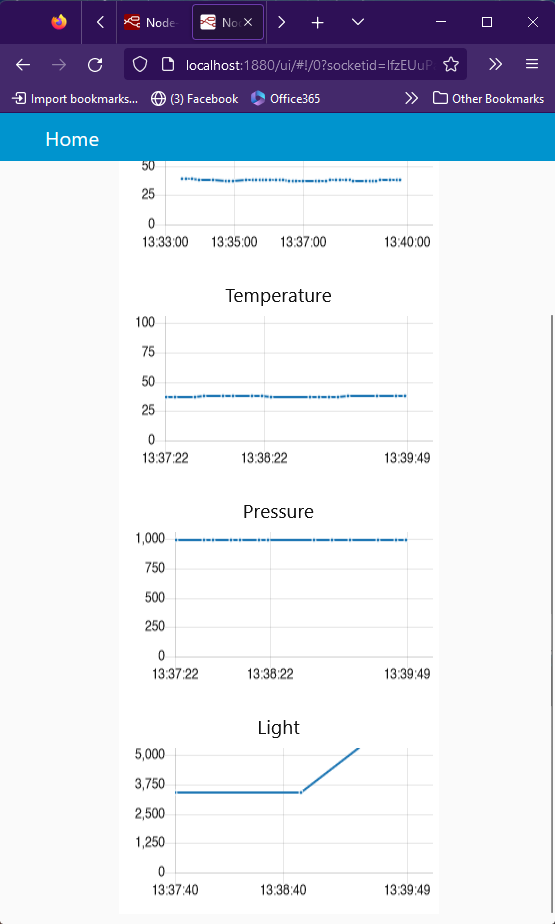 Node-
No
localhost:1880/ui/#!/0?socketid=IfzEUuP
Import bookmarks...
(3) Facebook
Office365
Other Bookmarks
Home
50
25
0
13:33:00 13:35:00 13:37:00 13:40:00
Temperature
100
75
50
25
0
13:37:22 13:38:22 13:39:49
Pressure
1,000
750
500
250
0
13:37:22 13:38:22 13:39:49
Light
5,000
3,750
2,500
1,250
0
13:37:40 13:38:40 13:39:49